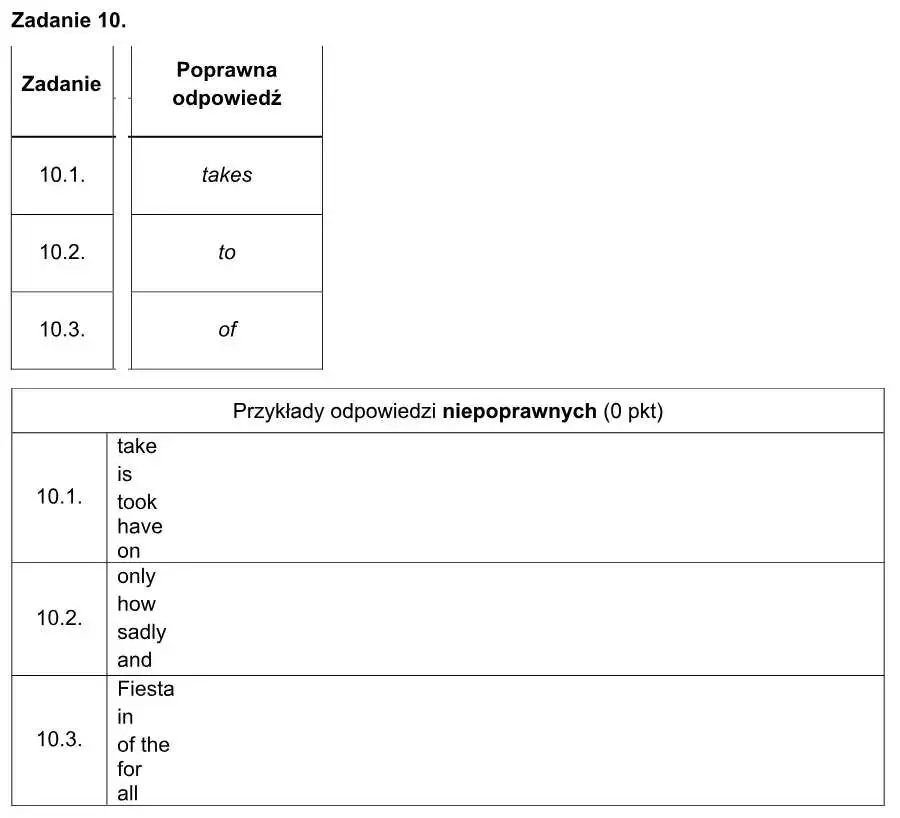 Zadanie 10.
Zadanie
Poprawna
odpowiedź
10.1.
takes
10.2.
to
10.3.
of
Przykłady odpowiedzi niepoprawnych (0 pkt)
10.1.
take
is
took
have
on
10.2.
only
how
sadly
and
10.3.
Fiesta
in
of the
for
all